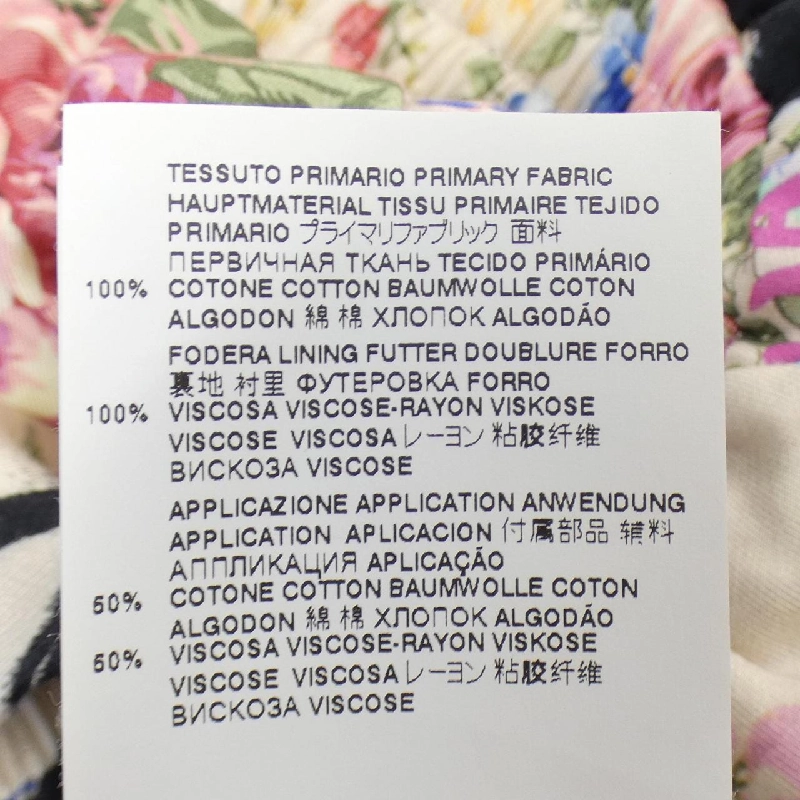 TESSUTO PRIMARIO PRIMARY FABRIC
HAUPTMATERIAL TISSU PRIMAIRE TEJIDO
PRIMARIO プライマリファブリック 面料
ПЕРВИЧНАЯ ТКАНЬ TECIDO PRIMÁRIO
100% COTONE COTTON BAUMWOLLE COTON
ALGODON 綿 棉 ХЛОПОК ALGODÃO
FODERA LINING FUTTER DOUBLURE FORRO
裏地 衬里 ФУТЕРОВКА FORRO
100% VISCOSA VISCOSE-RAYON VISKOSE
VISCOSE VISCOSA レーヨン 粘胶纤维
ВИСКОЗА VISCOSE
APPLICAZIONE APPLICATION ANWENDUNG
APPLICATION APLICACION 付属部品 辅料
АППЛИКАЦИЯ APLICAÇÃO
50% COTONE COTTON BAUMWOLLE COTON
ALGODON 綿 棉 ХЛОПОК ALGODÃO
50% VISCOSA VISCOSE-RAYON VISKOSE
VISCOSE VISCOSA レーヨン 粘胶纤维
ВИСКОЗА VISCOSE